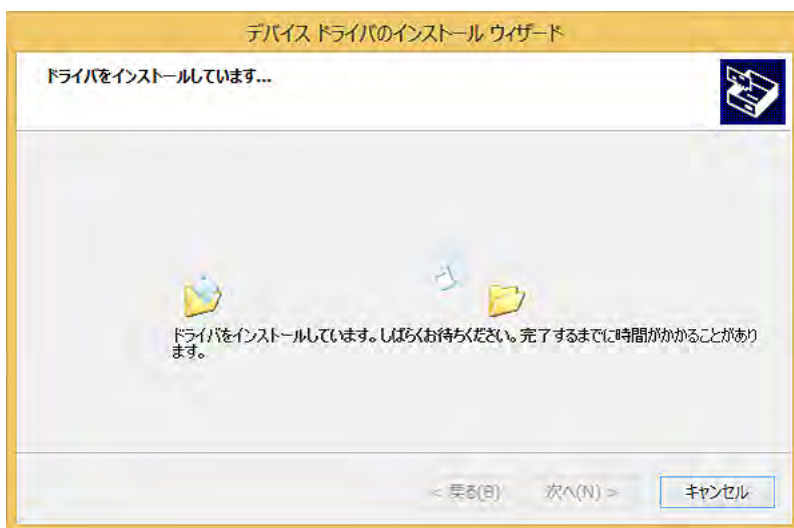 デバイス ドライバのインストール ウィザード
ドライバをインストールしています...
ドライバをインストールしています。しばらくお待ちください。完了するまでに時間がかかることがあり
ます。
< 戻る(B) 次へ(N) > キャンセル